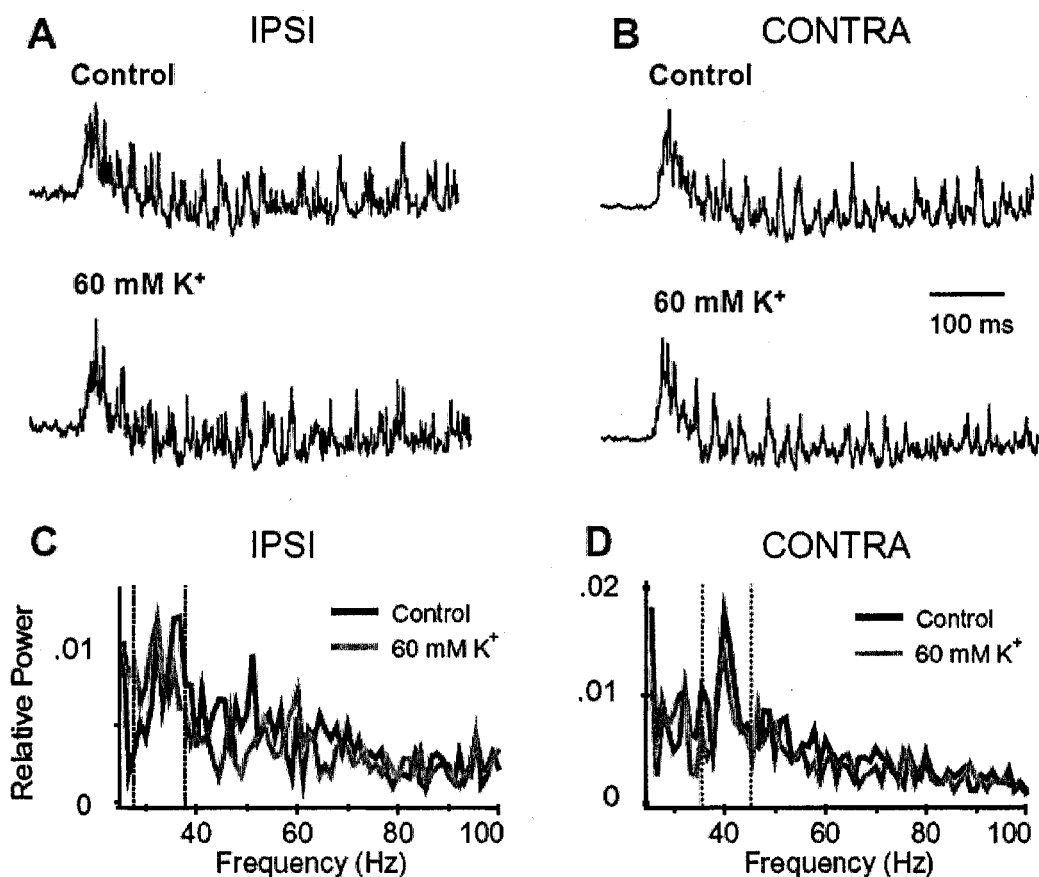 A
IPSI
Control
60 mM K⁺
B
CONTRA
Control
60 mM K⁺
100 ms
C
IPSI
Control
60 mM K⁺
.01
0
Relative Power
40
60
80
100
Frequency (Hz)
D
CONTRA
Control
60 mM K⁺
.02
.01
0
40
60
80
100
Frequency (Hz)